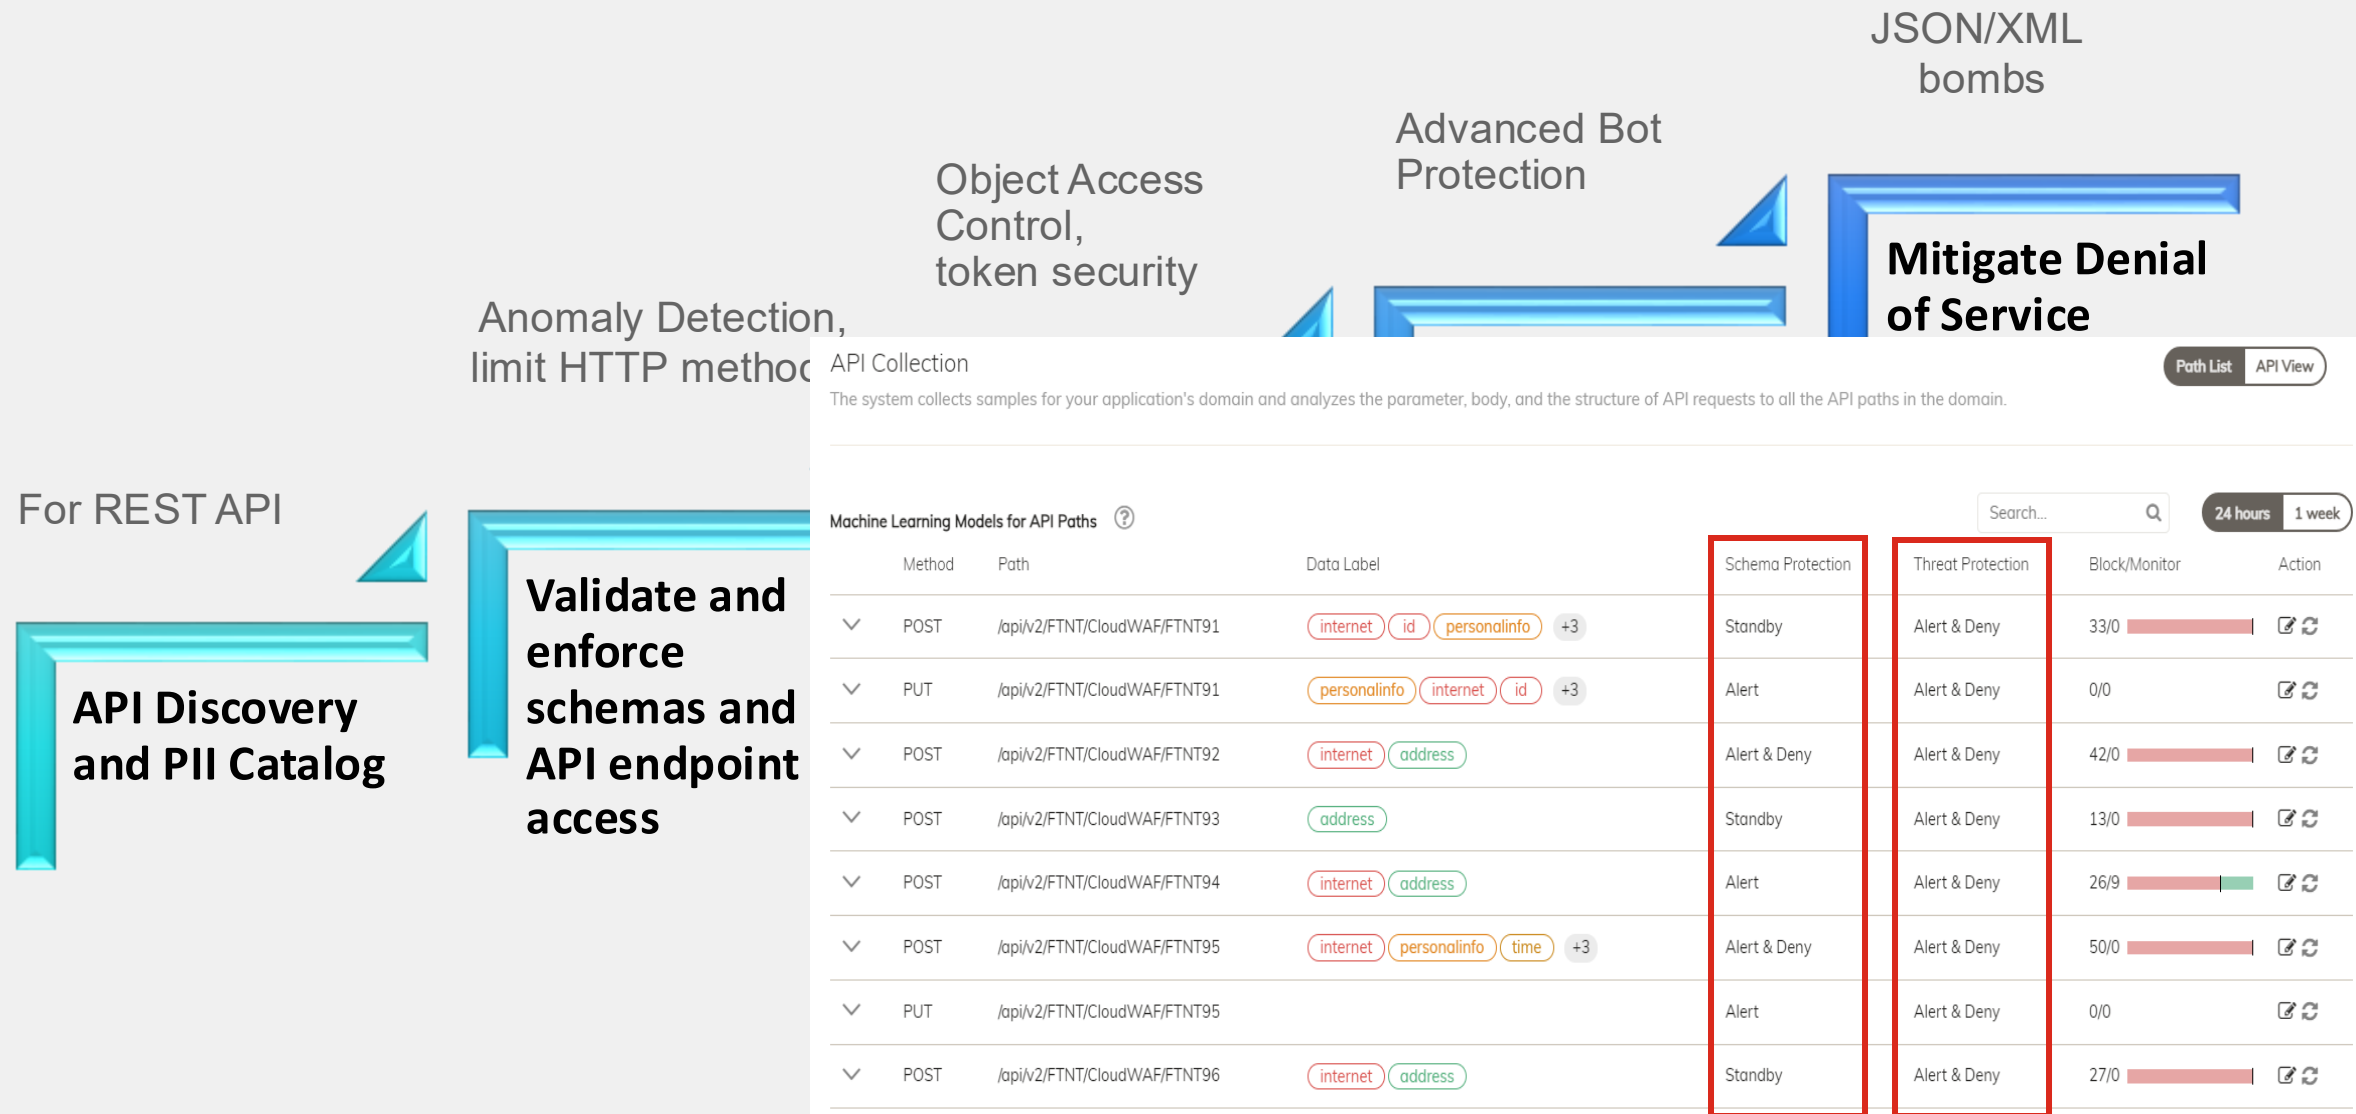 JSON/XML
bombs
Advanced Bot
Protection
Object Access
Control,
token security
Mitigate Denial
of Service
Anomaly Detection,
limit HTTP
For REST API
API Discovery
and PII Catalog
Validate and
enforce
schemas and
API endpoint
access
API Collection
Path List API View
The system collects samples for your application's domain and analyzes the parameter, body, and the structure of API requests to all the API paths in the domain.
Machine Learning Models for API Paths ?
Search... 24 hours 1 week
Method Path Data Label Schema Protection Threat Protection Block/Monitor Action
POST /api/v2/FTNT/CloudWAF/FTNT91 internet id personalinfo +3 Standby Alert & Deny 33/0
PUT /api/v2/FTNT/CloudWAF/FTNT91 personalinfo internet id +3 Alert Alert & Deny 0/0
POST /api/v2/FTNT/CloudWAF/FTNT92 internet address Alert & Deny Alert & Deny 42/0
POST /api/v2/FTNT/CloudWAF/FTNT93 address Standby Alert & Deny 13/0
POST /api/v2/FTNT/CloudWAF/FTNT94 internet address Alert Alert & Deny 26/9
POST /api/v2/FTNT/CloudWAF/FTNT95 internet personalinfo time +3 Alert & Deny Alert & Deny 50/0
PUT /api/v2/FTNT/CloudWAF/FTNT95 Alert Alert & Deny 0/0
POST /api/v2/FTNT/CloudWAF/FTNT96 internet address Standby Alert & Deny 27/0